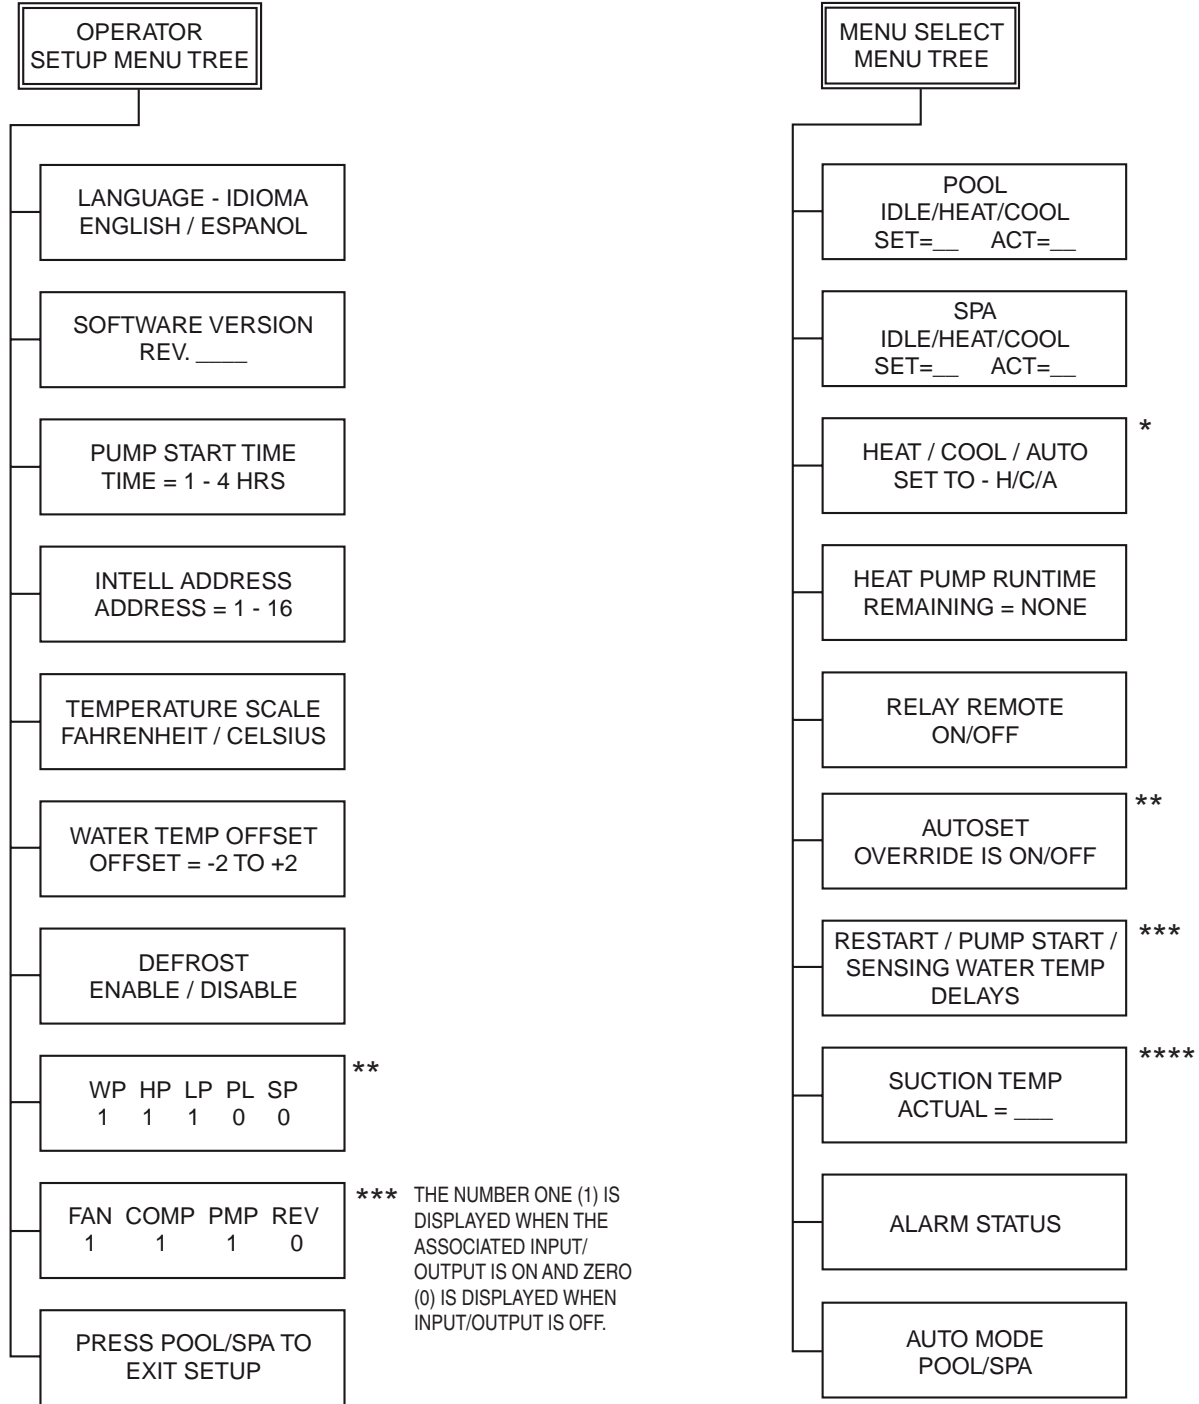 OPERATOR
SETUP MENU TREE
LANGUAGE - IDIOMA
ENGLISH / ESPANOL
SOFTWARE VERSION
REV. ____
PUMP START TIME
TIME = 1 - 4 HRS
INTELL ADDRESS
ADDRESS = 1 - 16
TEMPERATURE SCALE
FAHRENHEIT / CELSIUS
WATER TEMP OFFSET
OFFSET = -2 TO +2
DEFROST
ENABLE / DISABLE
WP HP LP PL SP
1 1 1 0 0
**
FAN COMP PMP REV
1 1 1 0
***
THE NUMBER ONE (1) IS
DISPLAYED WHEN THE
ASSOCIATED INPUT/
OUTPUT IS ON AND ZERO
(0) IS DISPLAYED WHEN
INPUT/OUTPUT IS OFF.
PRESS POOL/SPA TO
EXIT SETUP
MENU SELECT
MENU TREE
POOL
IDLE/HEAT/COOL
SET=__ ACT=__
SPA
IDLE/HEAT/COOL
SET=__ ACT=__
HEAT / COOL / AUTO
SET TO - H/C/A
*
HEAT PUMP RUNTIME
REMAINING = NONE
RELAY REMOTE
ON/OFF
AUTOSET
OVERRIDE IS ON/OFF
**
RESTART / PUMP START /
SENSING WATER TEMP
DELAYS
***
SUCTION TEMP
ACTUAL = ___
****
ALARM STATUS
AUTO MODE
POOL/SPA